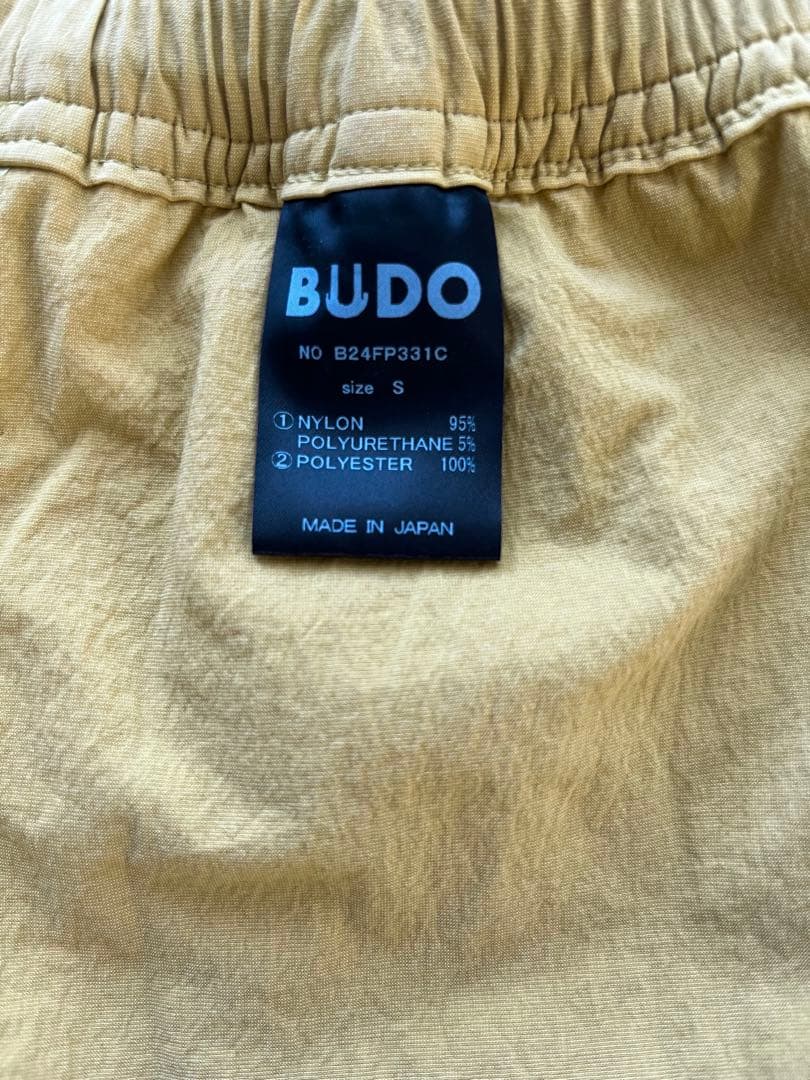 BUDO
NO B24FP331C
size S
①NYLON 95%
POLYURETHANE 5%
②POLYESTER 100%
MADE IN JAPAN